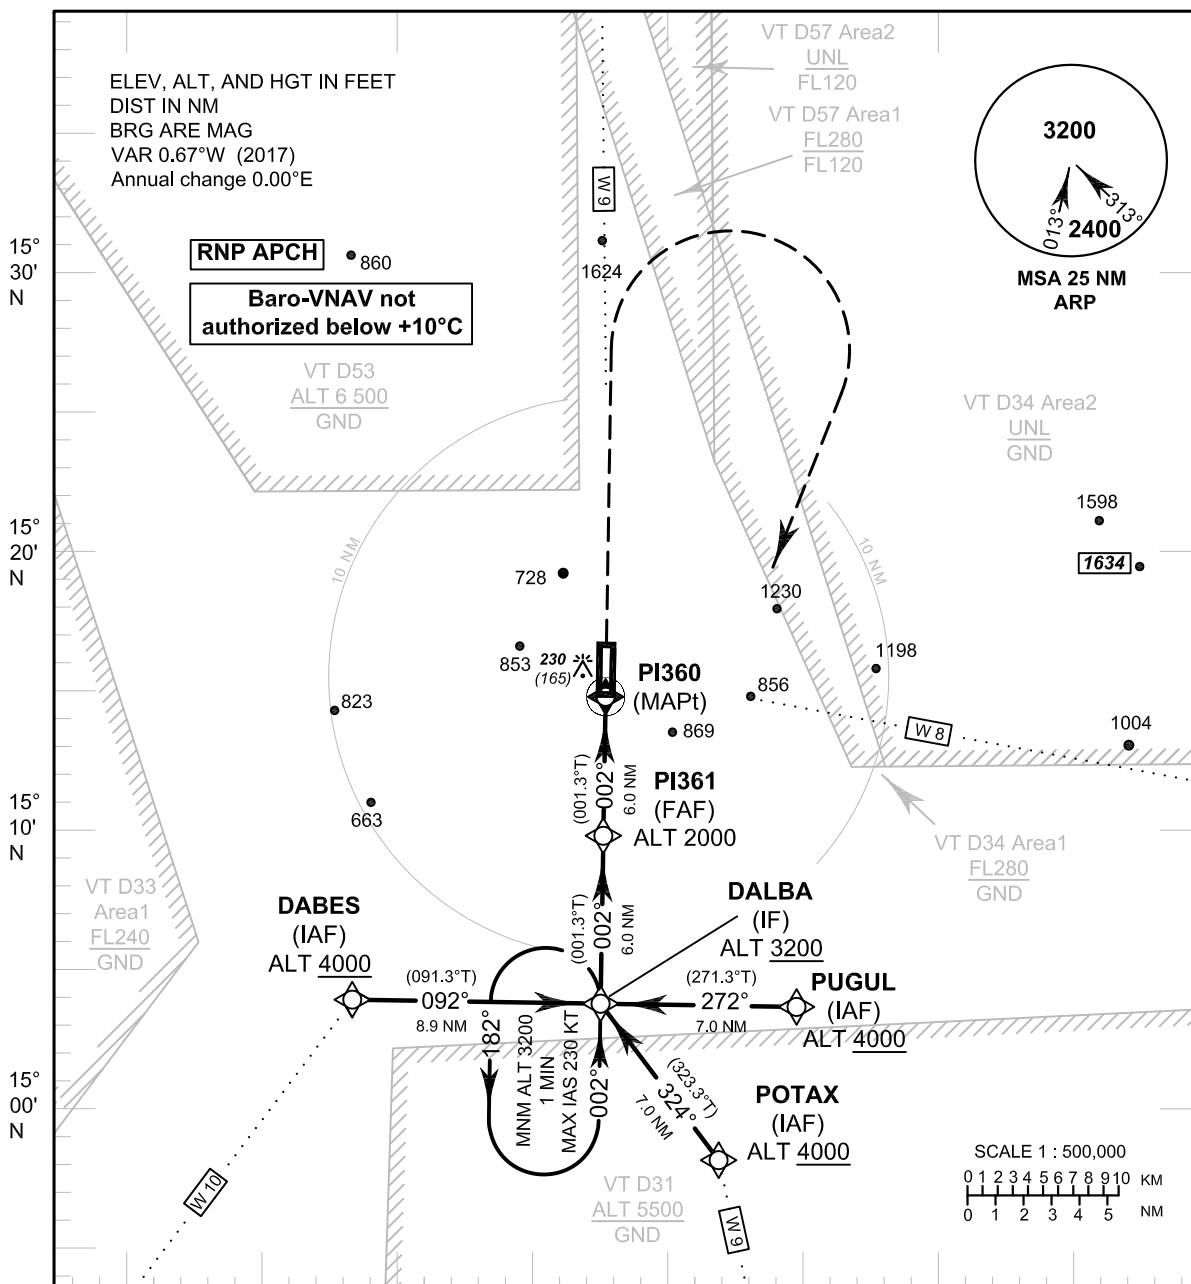 ELEV, ALT, AND HGT IN FEET
DIST IN NM
BRG ARE MAG
VAR 0.67°W (2017)
Annual change 0.00°E
VT D57 Area2
UNL
FL120
VT D57 Area1
FL280
FL120
3200
013°
313°
2400
MSA 25 NM
ARP
W 9
15°
30'
N
RNP APCH
860
1624
Baro-VNAV not
authorized below +10°C
VT D53
ALT 6 500
GND
VT D34 Area2
UNL
GND
1598
1634
15°
20'
N
10 NM
10 NM
728
1230
853
230
(165)
PI360
(MAPt)
1198
856
823
869
W 8
1004
(001.3°T)
002°
6.0 NM
PI361
(FAF)
ALT 2000
15°
10'
N
663
VT D34 Area1
FL280
GND
VT D33
Area1
FL240
GND
DABES
(IAF)
ALT 4000
(001.3°T)
002°
6.0 NM
DALBA
(IF)
ALT 3200
(091.3°T)
092°
8.9 NM
(271.3°T)
272°
7.0 NM
PUGUL
(IAF)
ALT 4000
182°
MNM ALT 3200
1 MIN
MAX IAS 230 KT
002°
(323.3°T)
324°
7.0 NM
POTAX
(IAF)
ALT 4000
15°
00'
N
W 10
VT D31
ALT 5500
GND
W 9
SCALE 1 : 500,000
0 1 2 3 4 5 6 7 8 9 10 KM
0 1 2 3 4 5 NM